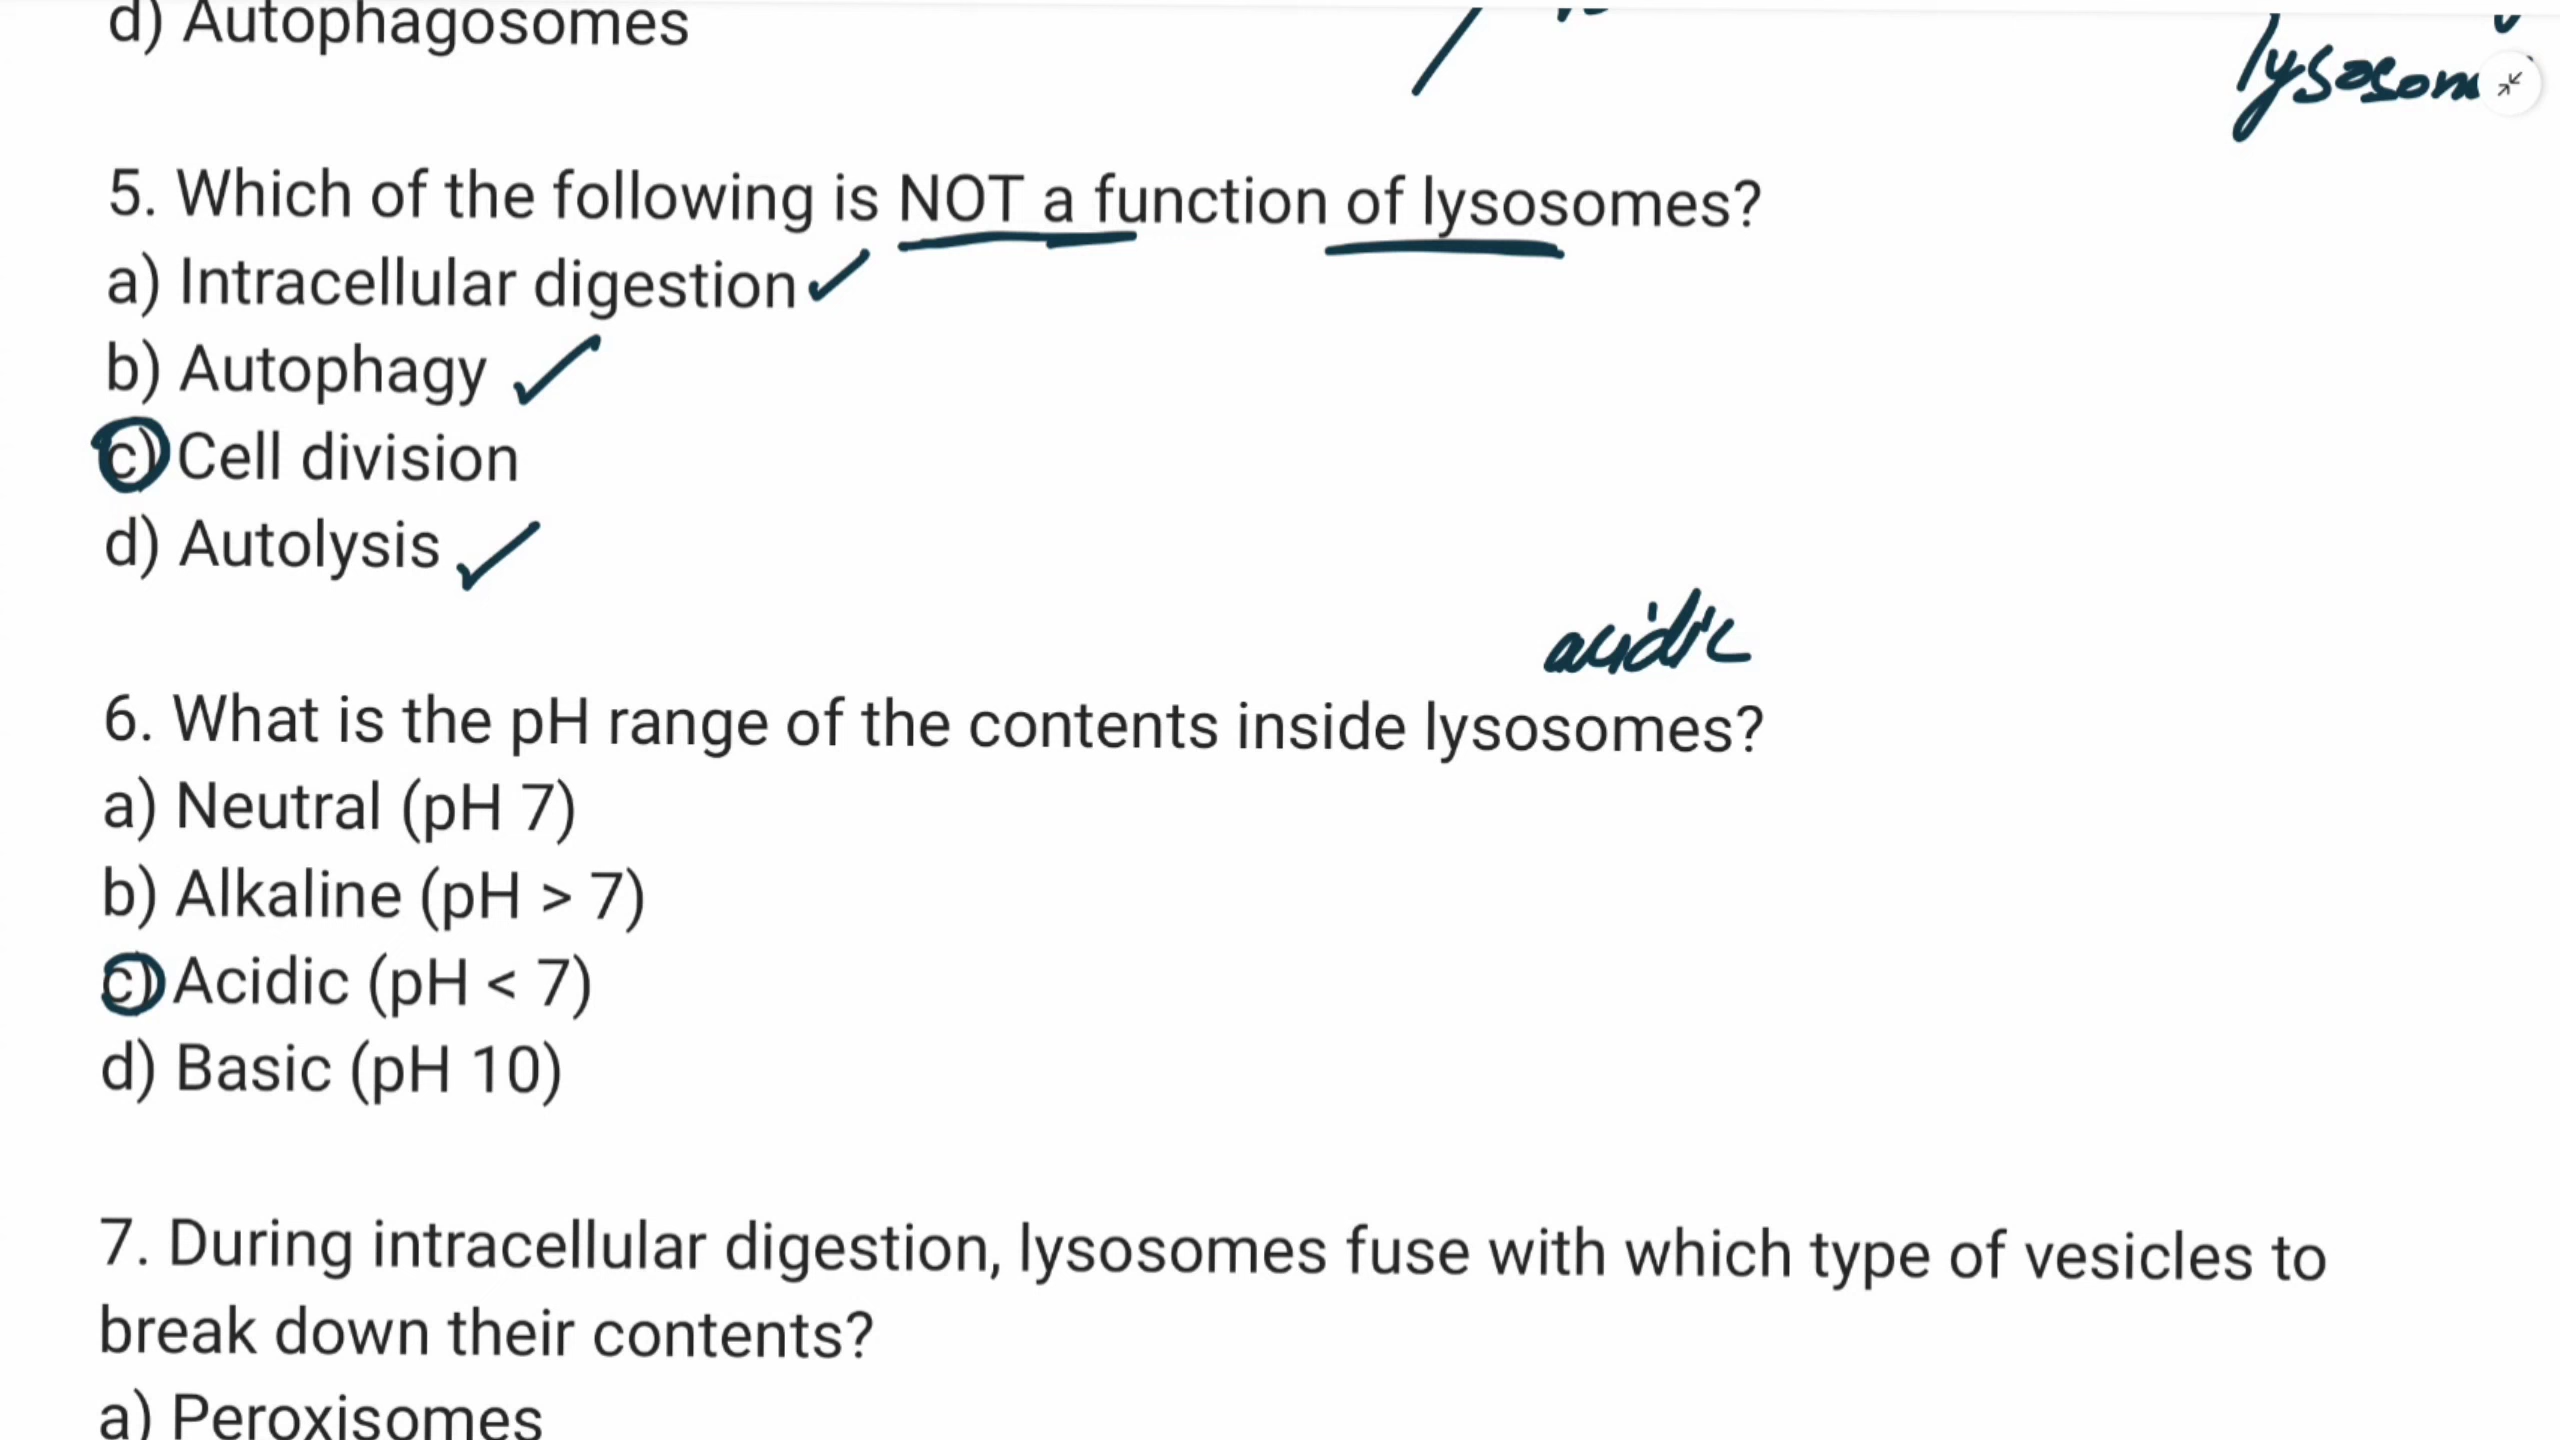 d) Autophagosomes
lysosom
5. Which of the following is NOT a function of lysosomes?
a) Intracellular digestion
b) Autophagy
c) Cell division
d) Autolysis
acidic
6. What is the pH range of the contents inside lysosomes?
a) Neutral (pH 7)
b) Alkaline (pH > 7)
c) Acidic (pH < 7)
d) Basic (pH 10)
7. During intracellular digestion, lysosomes fuse with which type of vesicles to
break down their contents?
a) Peroxisomes